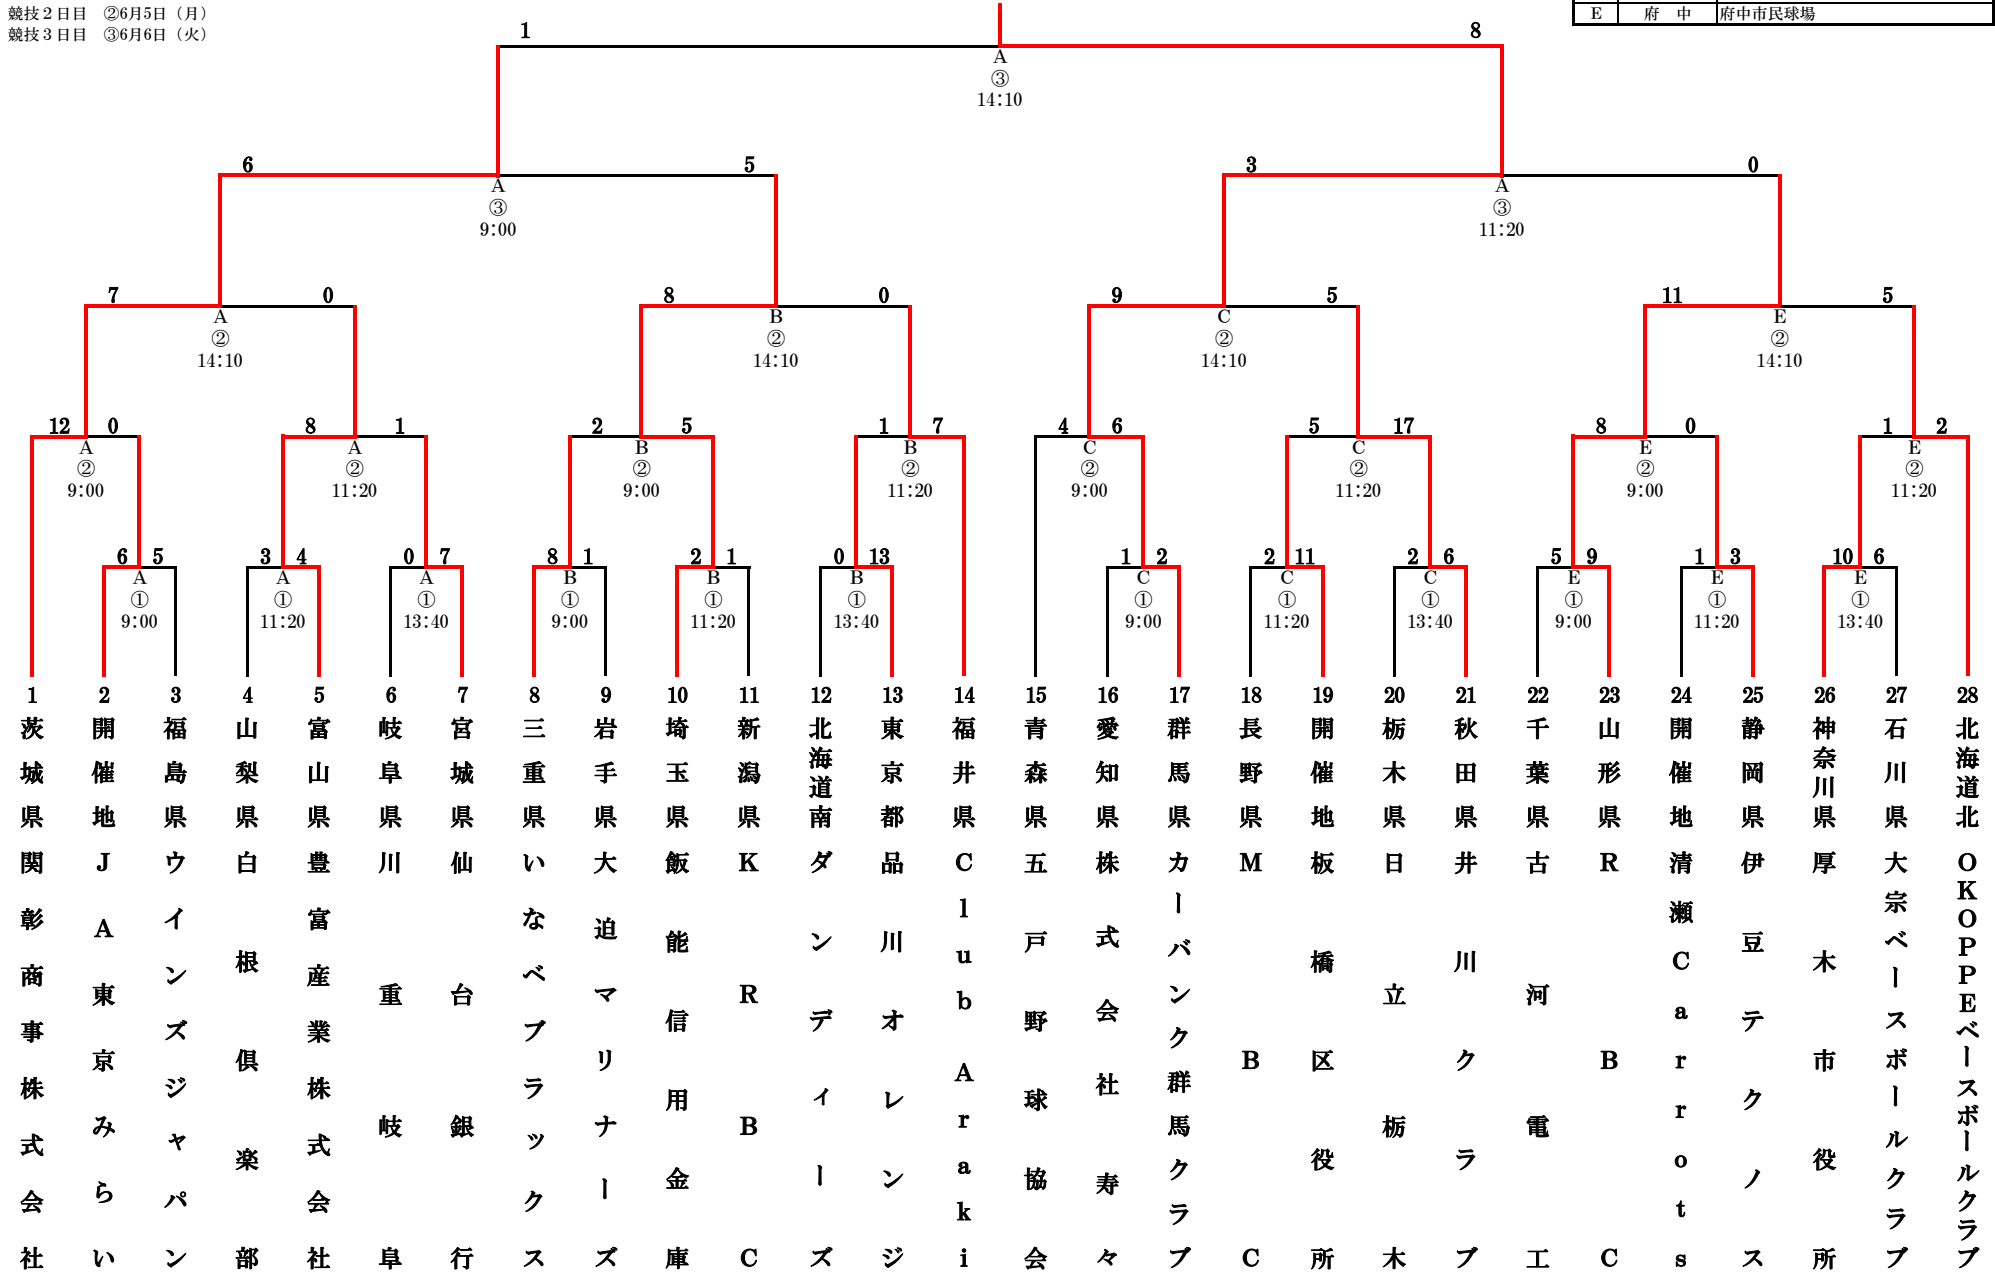 競技２日目　②6月5日（月）
競技３日目　③6月6日（火）
E　府　中　府中市民球場
1　8
A
③
14:10
6　5　3　0
A　A
③　③
9:00　11:20
7　0　8　0　9　5　11　5
A　B　C　E
②　②　②　②
14:10　14:10　14:10　14:10
12　0　8　1　2　5　1　7　4　6　5　17　8　0　1　2
A　A　B　B　C　C　E　E
②　②　②　②　②　②　②　②
9:00　11:20　9:00　11:20　9:00　11:20　9:00　11:20
6　5　3　4　0　7　8　1　2　1　0　13　1　2　2　11　2　6　5　9　1　3　10　6
A　A　A　B　B　B　C　C　C　E　E　E
①　①　①　①　①　①　①　①　①　①　①　①
9:00　11:20　13:40　9:00　11:20　13:40　9:00　11:20　13:40　9:00　11:20　13:40
1　茨城県　関彰商事株式会社
2　開催地　JA東京みらい
3　福島県　ウインズジャパン
4　山梨県　白根倶楽部
5　富山県　豊富産業株式会社
6　岐阜県　川重岐阜
7　宮城県　仙台銀行
8　三重県　いなべブラックス
9　岩手県　大迫マリナーズ
10　埼玉県　飯能信用金庫
11　新潟県　KRBC
12　北海道南　ダンディーズ
13　東京都　品川オレンジ
14　福井県　Club Araki
15　青森県　五戸野球協会
16　愛知県　株式会社寿々
17　群馬県　カーバンク群馬クラブ
18　長野県　MBC
19　開催地　板橋区役所
20　栃木県　日立栃木
21　秋田県　井川クラブ
22　千葉県　古河電工
23　山形県　RBC
24　開催地　清瀬Carrots
25　静岡県　伊豆テクノス
26　神奈川県　厚木市役所
27　石川県　大宗ベースボールクラブ
28　北海道北　OKOPPEベースボールクラブ